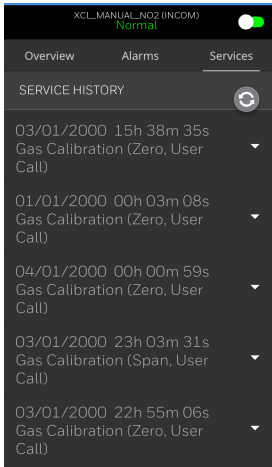 XCL_MANUAL_NO2 (INCOM)
Normal
Overview Alarms Services
SERVICE HISTORY
03/01/2000 15h 38m 35s
Gas Calibration (Zero, User
Call)
01/01/2000 00h 03m 08s
Gas Calibration (Zero, User
Call)
04/01/2000 00h 00m 59s
Gas Calibration (Zero, User
Call)
03/01/2000 23h 03m 31s
Gas Calibration (Span, User
Call)
03/01/2000 22h 55m 06s
Gas Calibration (Zero, User
Call)